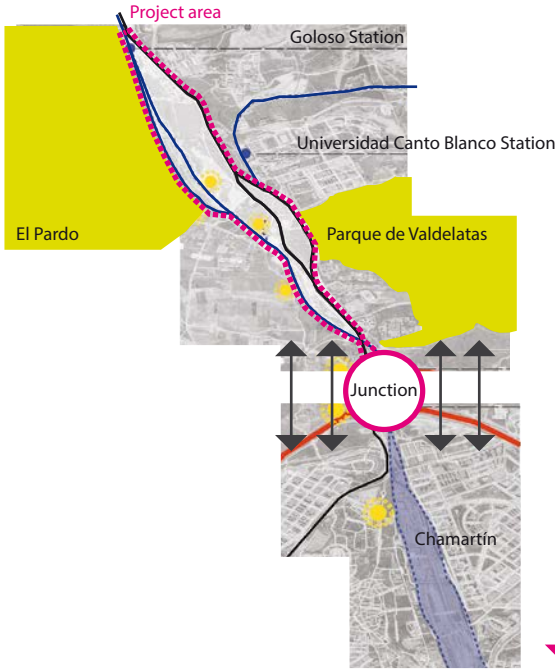 Project area
Goloso Station
Universidad Canto Blanco Station
El Pardo
Parque de Valdelatas
Junction
Chamartín